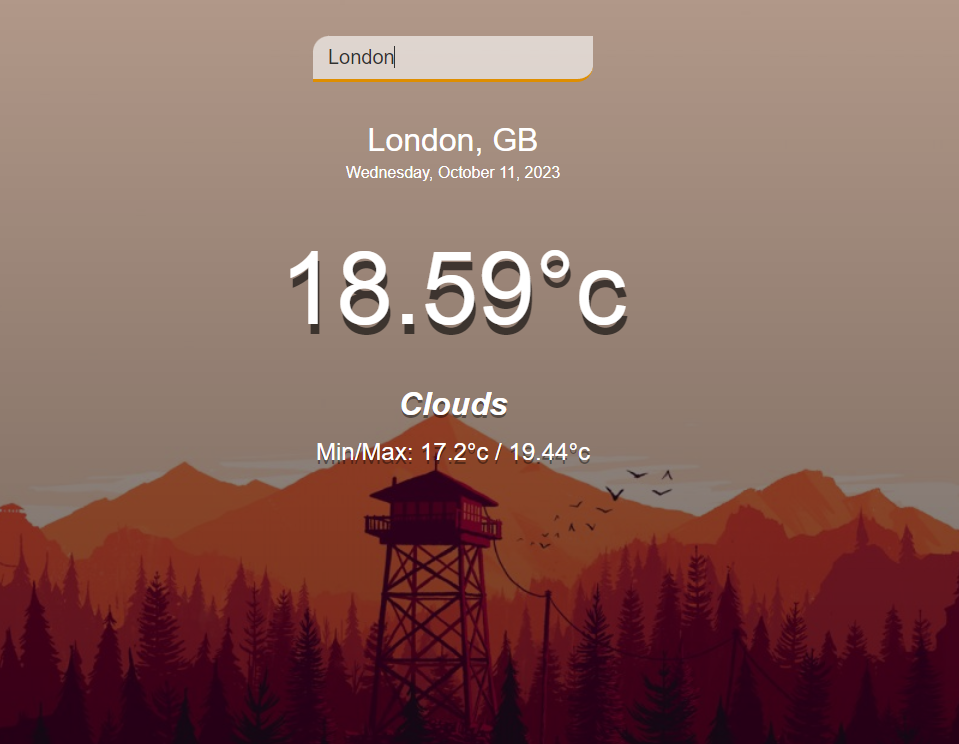 London
London, GB
Wednesday, October 11, 2023
18.59°c
Clouds
Min/Max: 17.2°c / 19.44°c